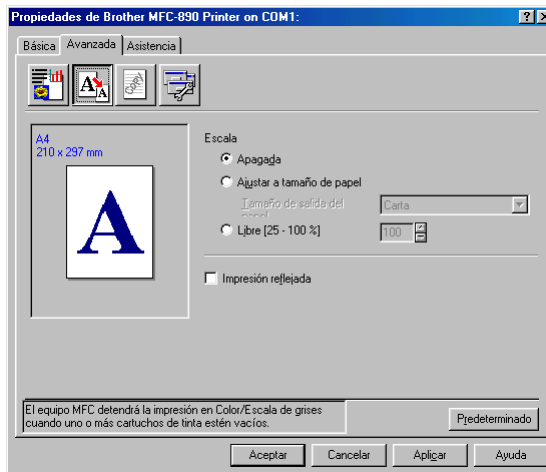 Propiedades de Brother MFC-890 Printer on COM1:
Básica Avanzada Asistencia
A4
210 x 297 mm
A
Escala
Apagada
Ajustar a tamaño de papel
Tamaño de salida del
Carta
Libre [25 - 100 %]
100
Impresión reflejada
El equipo MFC detendrá la impresión en Color/Escala de grises
cuando uno o más cartuchos de tinta estén vacíos.
Predeterminado
Aceptar Cancelar Aplicar Ayuda